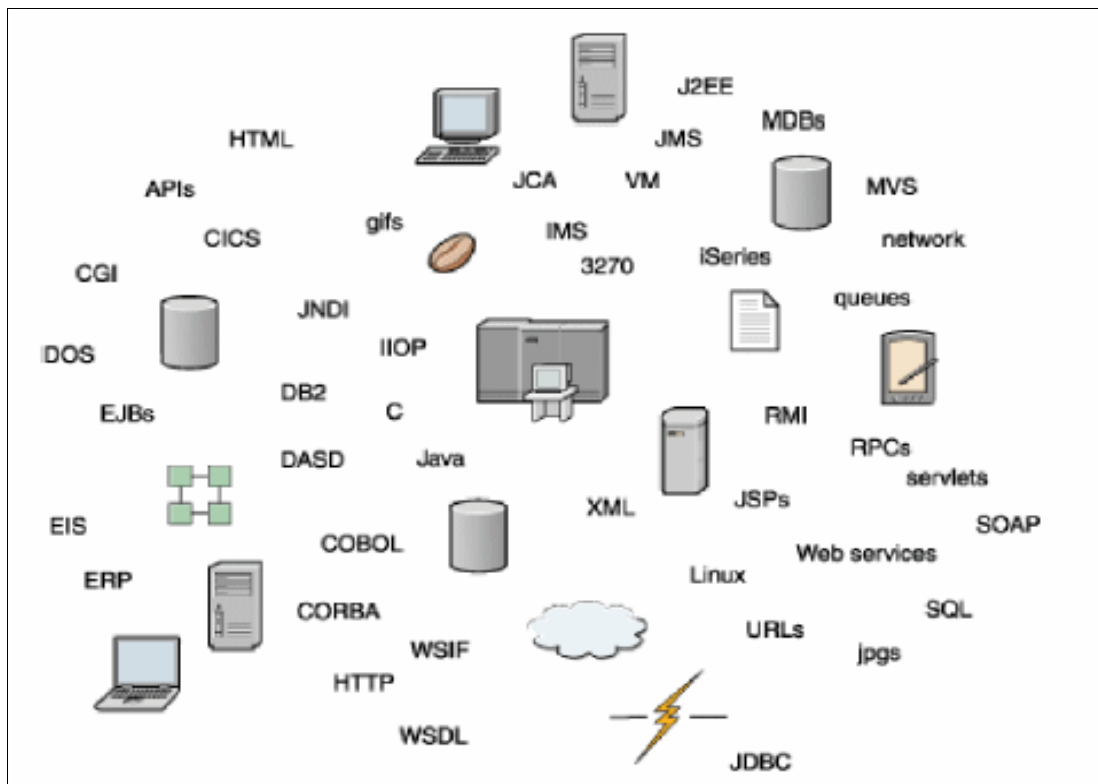 J2EE
MDBs
HTML
JMS
JCA
VM
APIs
MVS
gifs
IMS
CICS
network
3270
iSeries
CGI
queues
JNDI
IIOP
DOS
DB2
C
EJBs
RMI
RPCs
DASD
Java
servlets
JSPs
XML
EIS
SOAP
COBOL
Web services
Linux
ERP
CORBA
SQL
URLs
WSIF
jpgs
HTTP
WSDL
JDBC